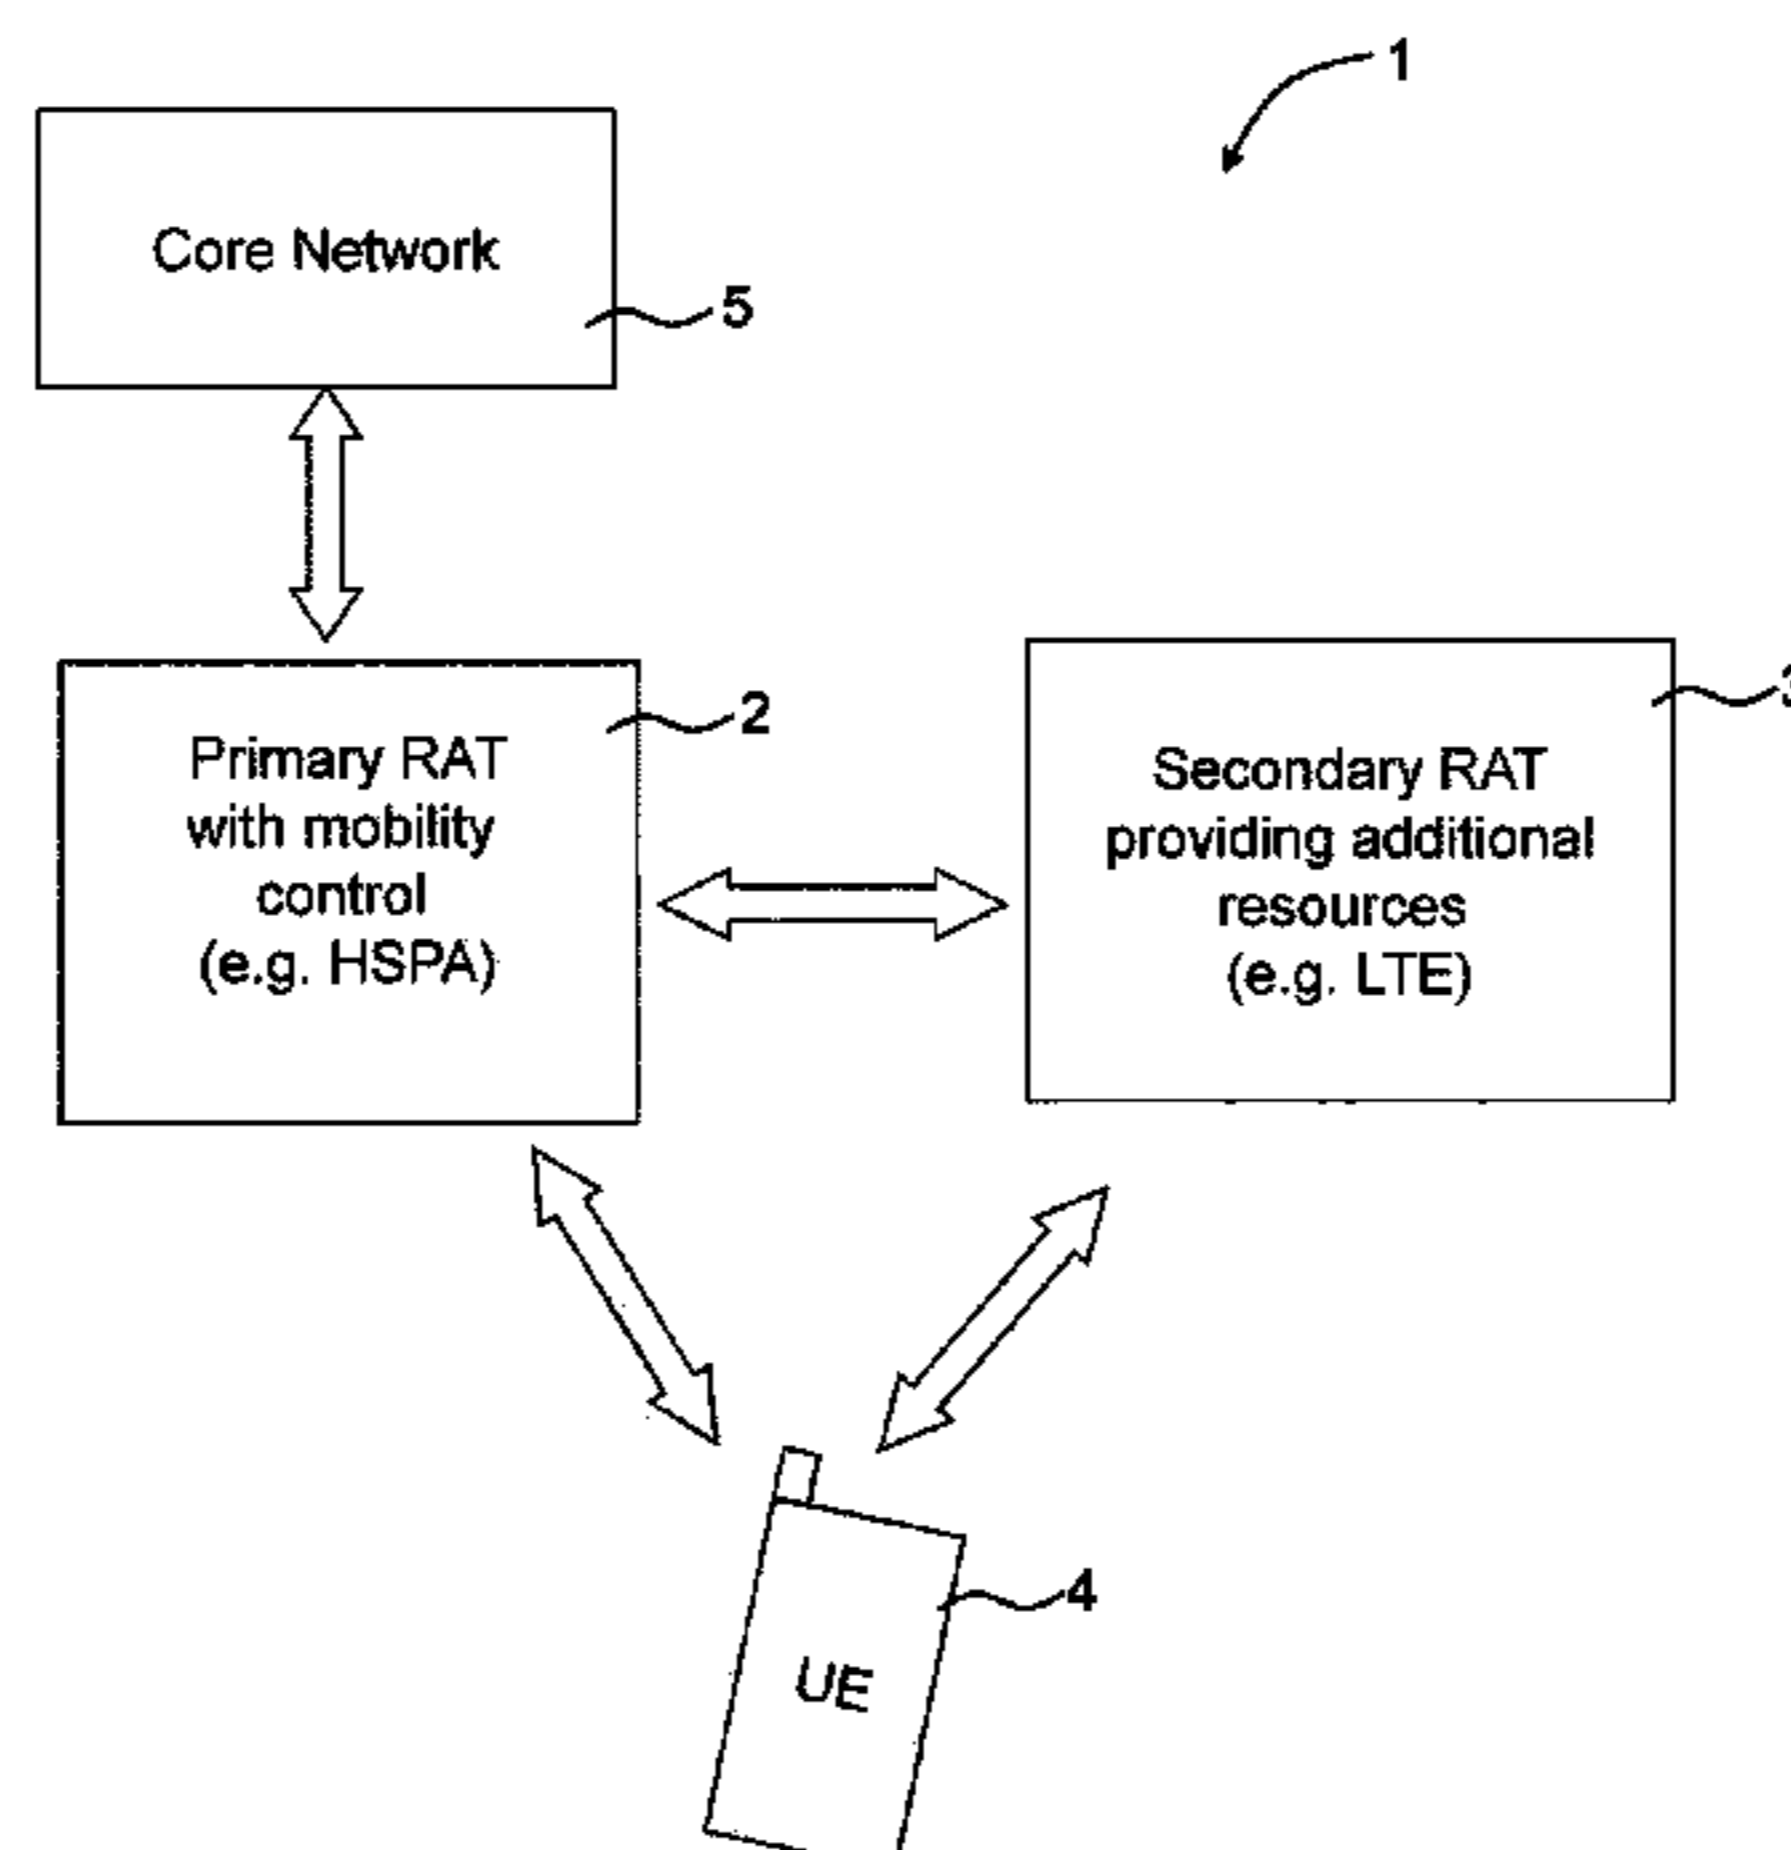 1
Core Network
5
2
Primary RAT
with mobility
control
(e.g. HSPA)
Secondary RAT
providing additional
resources
(e.g. LTE)
4
UE